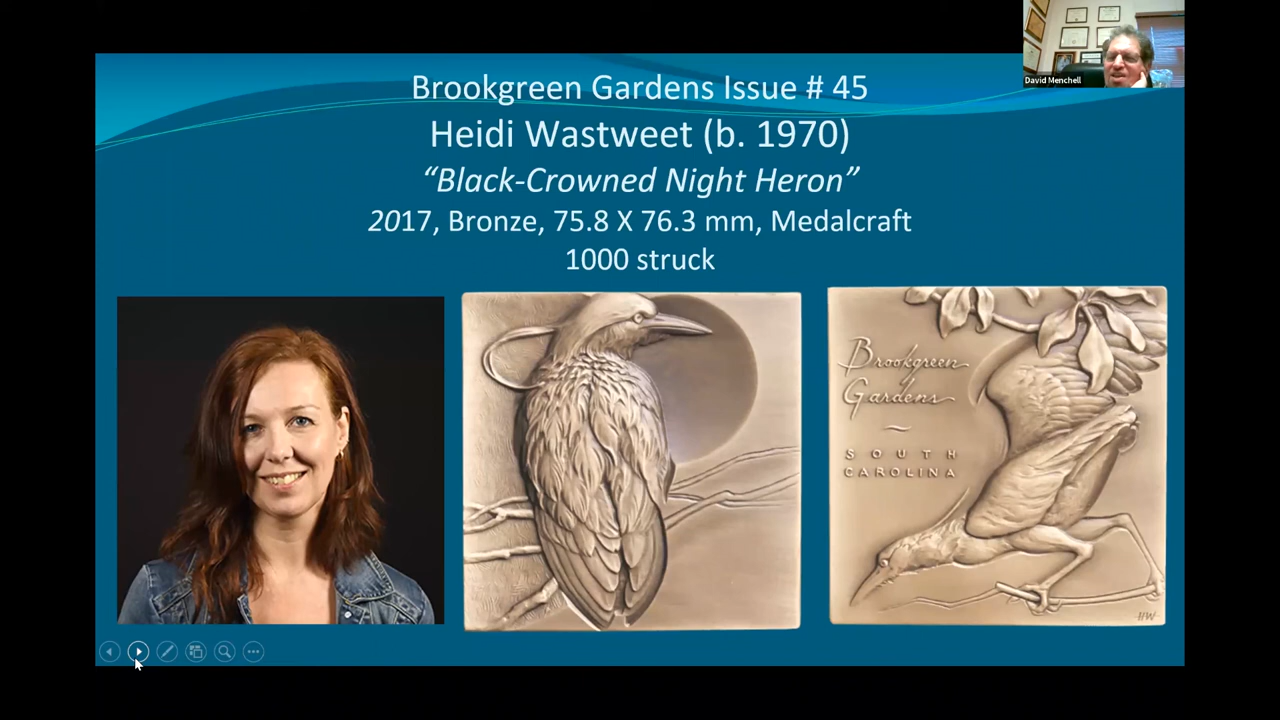 Brookgreen Gardens Issue # 45
Heidi Wastweet (b. 1970)
“Black-Crowned Night Heron”
2017, Bronze, 75.8 X 76.3 mm, Medalcraft
1000 struck
David Menchell
Brookgreen
Gardens
~
SOUTH
CAROLINA
HW